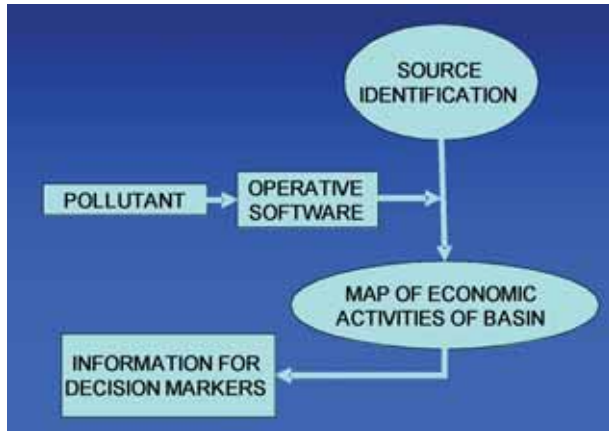 SOURCE
IDENTIFICATION
POLLUTANT
OPERATIVE
SOFTWARE
MAP OF ECONOMIC
ACTIVITIES OF BASIN
INFORMATION FOR
DECISION MARKERS